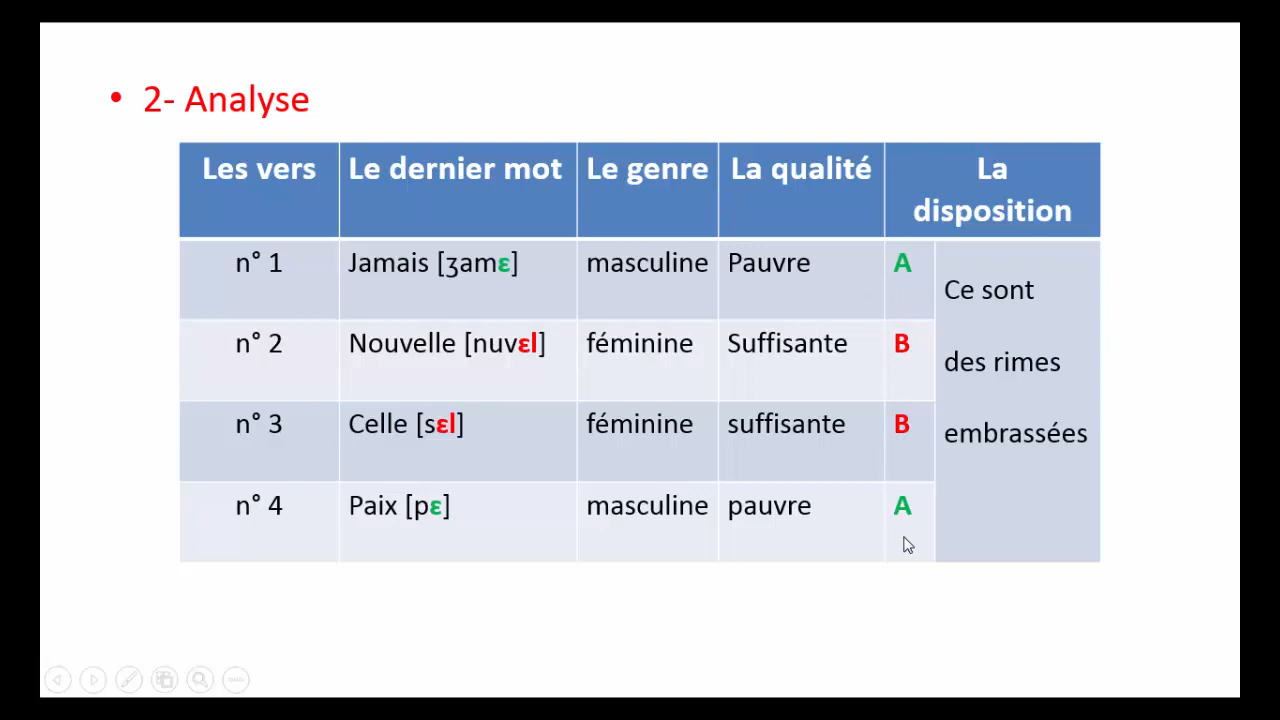 • 2- Analyse
Les vers Le dernier mot Le genre La qualité La
disposition
n° 1 Jamais [ʒamɛ] masculine Pauvre A
Ce sont
n° 2 Nouvelle [nuvɛl] féminine Suffisante B
des rimes
n° 3 Celle [sɛl] féminine suffisante B
embrassées
n° 4 Paix [pɛ] masculine pauvre A